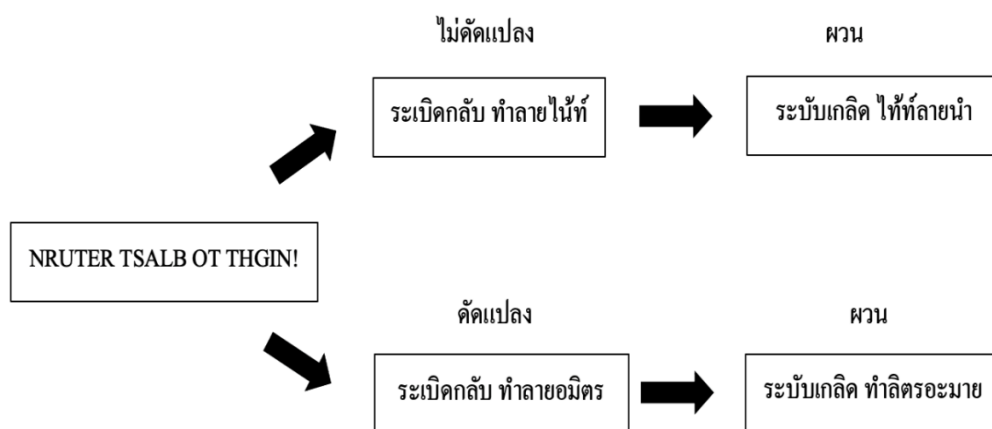 ไม่ดัดแปลง
ผวน
ระเบิดกลับ ทำลายไน้ท์
ระบับเกลิด ไท้ท์ลายนำ
NRUTER TSALB OT THGIN!
ดัดแปลง
ผวน
ระเบิดกลับ ทำลายอมิตร
ระบับเกลิด ทำลิตรอะมาย